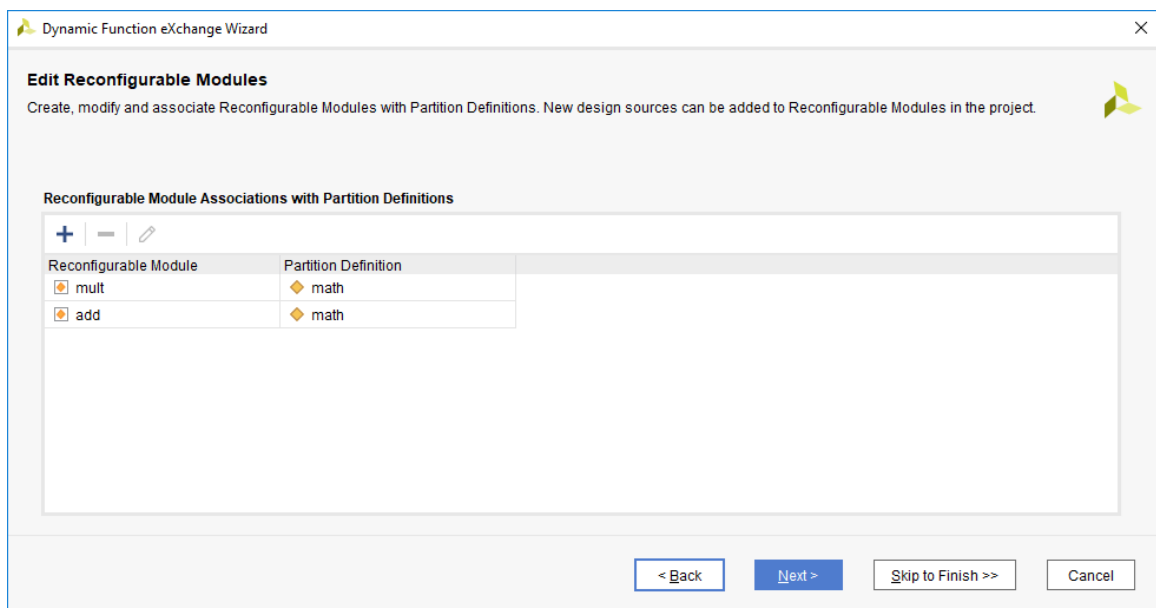 Dynamic Function eXchange Wizard
Edit Reconfigurable Modules
Create, modify and associate Reconfigurable Modules with Partition Definitions. New design sources can be added to Reconfigurable Modules in the project.
Reconfigurable Module Associations with Partition Definitions
Reconfigurable Module Partition Definition
mult math
add math
< Back Next > Skip to Finish >> Cancel